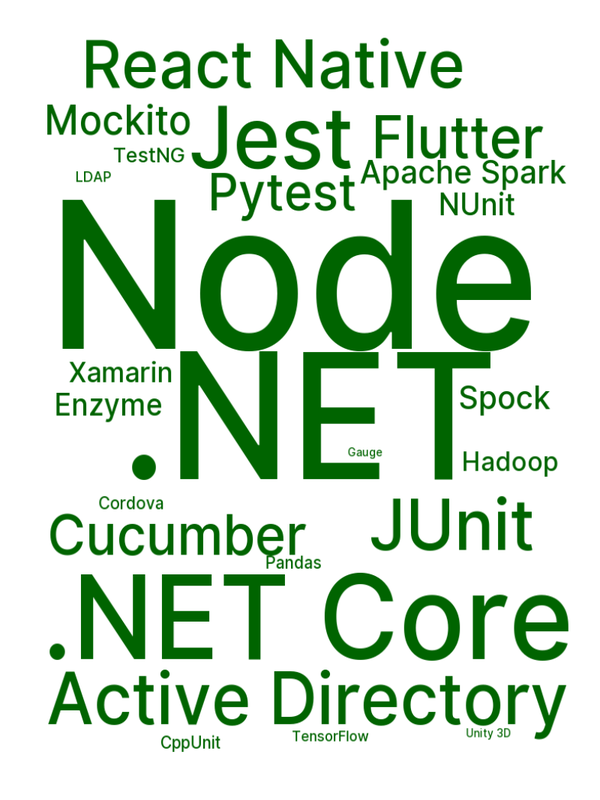 React Native
Mockito
Jest
Flutter
TestNG
Apache Spark
LDAP
Pytest
NUnit
Node
.NET
Xamarin
Enzyme
Spock
Gauge
Hadoop
Cordova
Cucumber
JUnit
Pandas
.NET Core
Active Directory
CppUnit
TensorFlow
Unity 3D